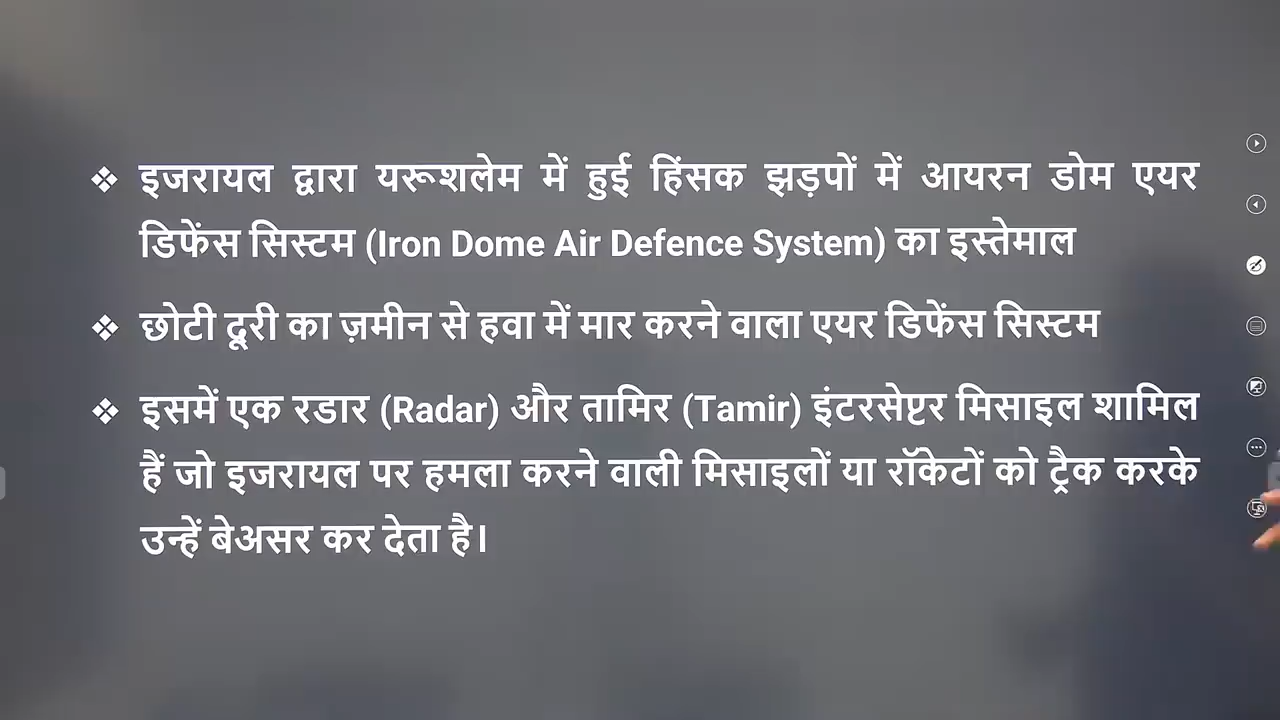 ❖ इजरायल द्वारा यरूशलेम में हुई हिंसक झड़पों में आयरन डोम एयर
डिफेंस सिस्टम (Iron Dome Air Defence System) का इस्तेमाल
❖ छोटी दूरी का ज़मीन से हवा में मार करने वाला एयर डिफेंस सिस्टम
❖ इसमें एक रडार (Radar) और तामिर (Tamir) इंटरसेप्टर मिसाइल शामिल
हैं जो इजरायल पर हमला करने वाली मिसाइलों या रॉकेटों को ट्रैक करके
उन्हें बेअसर कर देता है।